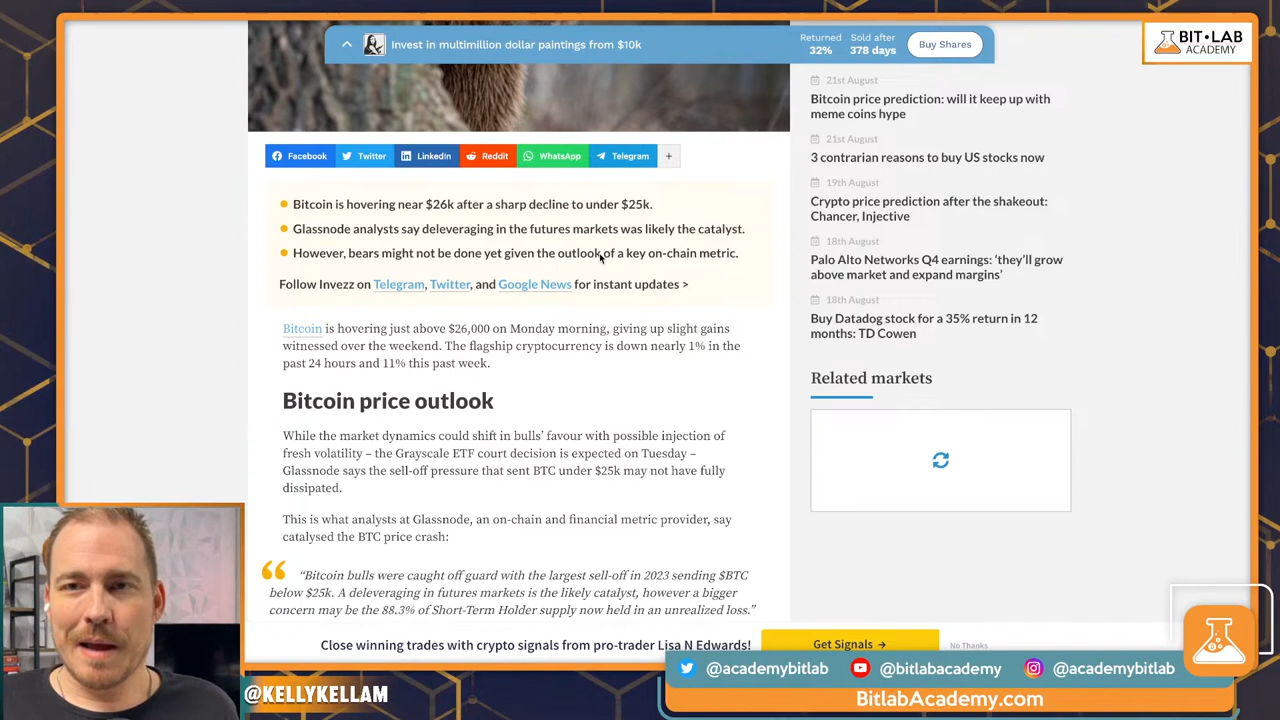 Invest in multimillion dollar paintings from $10k
Returned
32%
Sold after
378 days
Buy Shares
BIT·LAB
ACADEMY
Facebook
Twitter
LinkedIn
Reddit
WhatsApp
Telegram
+
Bitcoin is hovering near $26k after a sharp decline to under $25k.
Glassnode analysts say deleveraging in the futures markets was likely the catalyst.
However, bears might not be done yet given the outlook of a key on-chain metric.
Follow Invezz on Telegram, Twitter, and Google News for instant updates >
Bitcoin is hovering just above $26,000 on Monday morning, giving up slight gains
witnessed over the weekend. The flagship cryptocurrency is down nearly 1% in the
past 24 hours and 11% this past week.
Bitcoin price outlook
While the market dynamics could shift in bulls’ favour with possible injection of
fresh volatility – the Grayscale ETF court decision is expected on Tuesday –
Glassnode says the sell-off pressure that sent BTC under $25k may not have fully
dissipated.
This is what analysts at Glassnode, an on-chain and financial metric provider, say
catalysed the BTC price crash:
“Bitcoin bulls were caught off guard with the largest sell-off in 2023 sending $BTC
below $25k. A deleveraging in futures markets is the likely catalyst, however a bigger
concern may be the 88.3% of Short-Term Holder supply now held in an unrealized loss.”
21st August
Bitcoin price prediction: will it keep up with
meme coins hype
21st August
3 contrarian reasons to buy US stocks now
19th August
Crypto price prediction after the shakeout:
Chancer, Injective
18th August
Palo Alto Networks Q4 earnings: ‘they’ll grow
above market and expand margins’
18th August
Buy Datadog stock for a 35% return in 12
months: TD Cowen
Related markets
Close winning trades with crypto signals from pro-trader Lisa N Edwards!
Get Signals →
No Thanks
@academybitlab
@bitlabacademy
@academybitlab
@KELLYKELLAM
BitlabAcademy.com